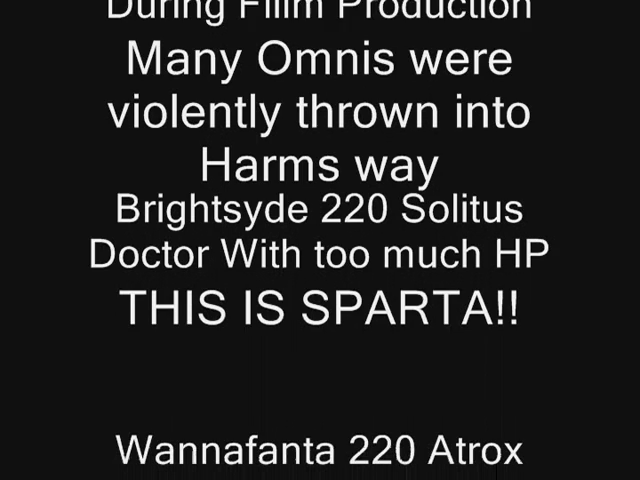 During Fillm Production
Many Omnis were
violently thrown into
Harms way
Brightsyde 220 Solitus
Doctor With too much HP
THIS IS SPARTA!!
Wannafanta 220 Atrox